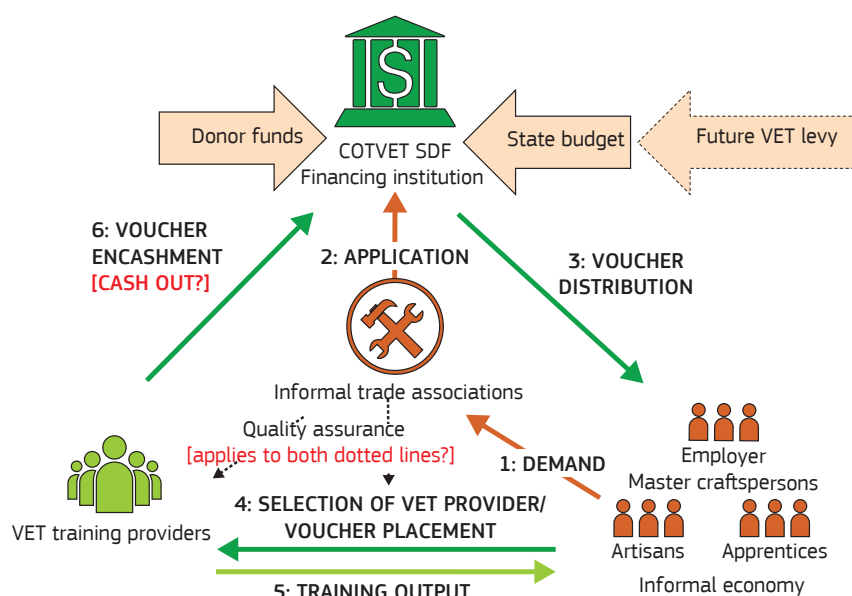 Donor funds
State budget
Future VET levy
COTVET SDF
Financing institution
6: VOUCHER
ENCASHMENT
[CASH OUT?]
2: APPLICATION
3: VOUCHER
DISTRIBUTION
Informal trade associations
Quality assurance
[applies to both dotted lines?]
1: DEMAND
Employer
Master craftspersons
4: SELECTION OF VET PROVIDER/
VOUCHER PLACEMENT
VET training providers
Artisans
Apprentices
5: TRAINING OUTPUT
Informal economy